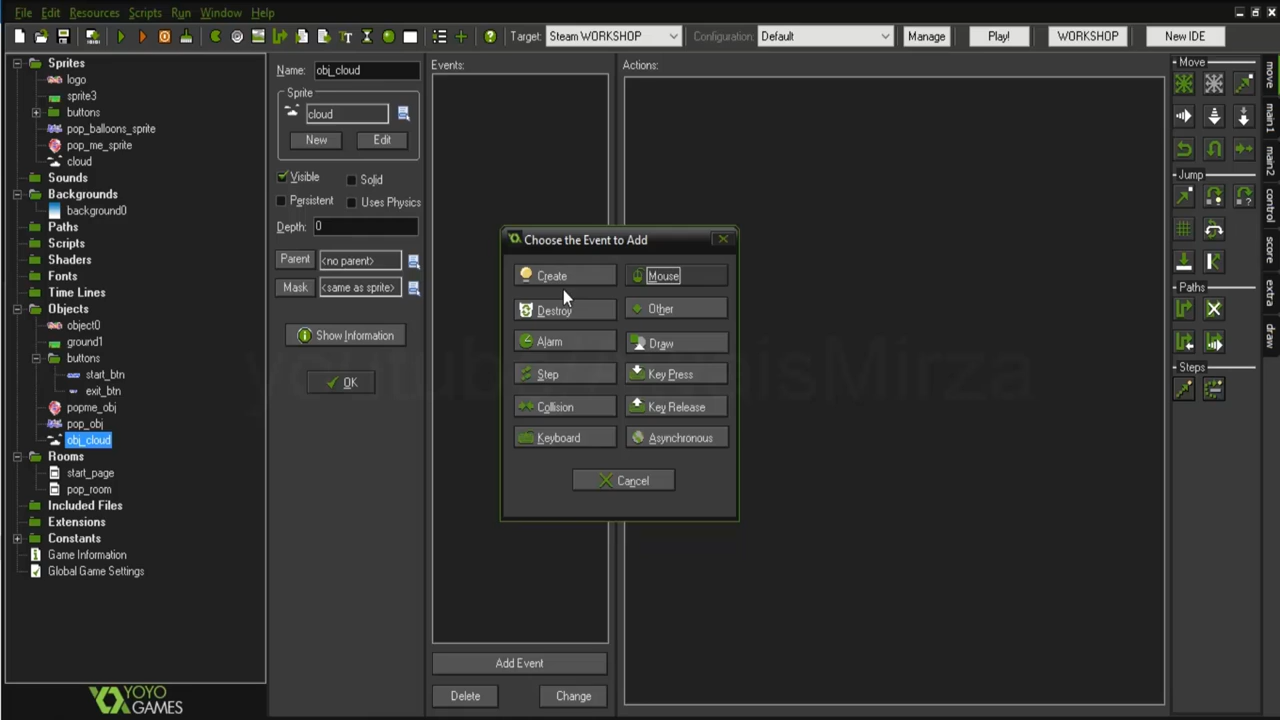 File Edit Resources Scripts Run Window Help
Target: Steam WORKSHOP Configuration: Default Manage Play! WORKSHOP New IDE
Sprites
logo
sprite3
buttons
pop_balloons_sprite
pop_me_sprite
cloud
Sounds
Backgrounds
background0
Paths
Scripts
Shaders
Fonts
Time Lines
Objects
object0
ground1
buttons
start_btn
exit_btn
popme_obj
pop_obj
obj_cloud
Rooms
start_page
pop_room
Included Files
Extensions
Constants
Game Information
Global Game Settings
YOYO
GAMES
Name: obj_cloud
Sprite
cloud
New Edit
Visible Solid
Persistent Uses Physics
Depth: 0
Parent <no parent>
Mask <same as sprite>
Show Information
OK
Events:
Add Event
Delete Change
Actions:
Choose the Event to Add
Create Mouse
Destroy Other
Alarm Draw
Step Key Press
Collision Key Release
Keyboard Asynchronous
Cancel
Move
Jump
Paths
Steps
move
main1
main2
control
score
extra
draw